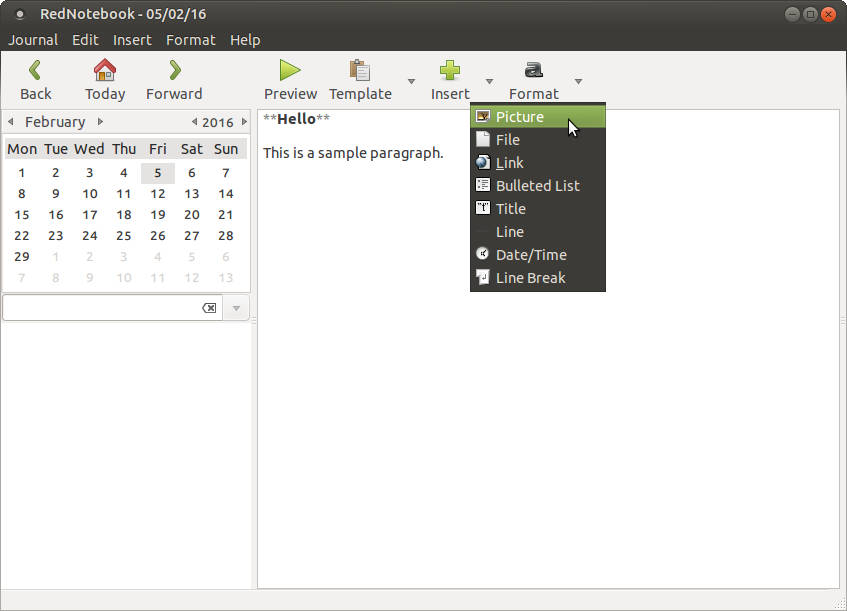 RedNotebook - 05/02/16
Journal Edit Insert Format Help
Back Today Forward Preview Template Insert Format
February 2016
Mon Tue Wed Thu Fri Sat Sun
1 2 3 4 5 6 7
8 9 10 11 12 13 14
15 16 17 18 19 20 21
22 23 24 25 26 27 28
29 1 2 3 4 5 6
7 8 9 10 11 12 13
**Hello**
This is a sample paragraph.
Picture
File
Link
Bulleted List
Title
Line
Date/Time
Line Break